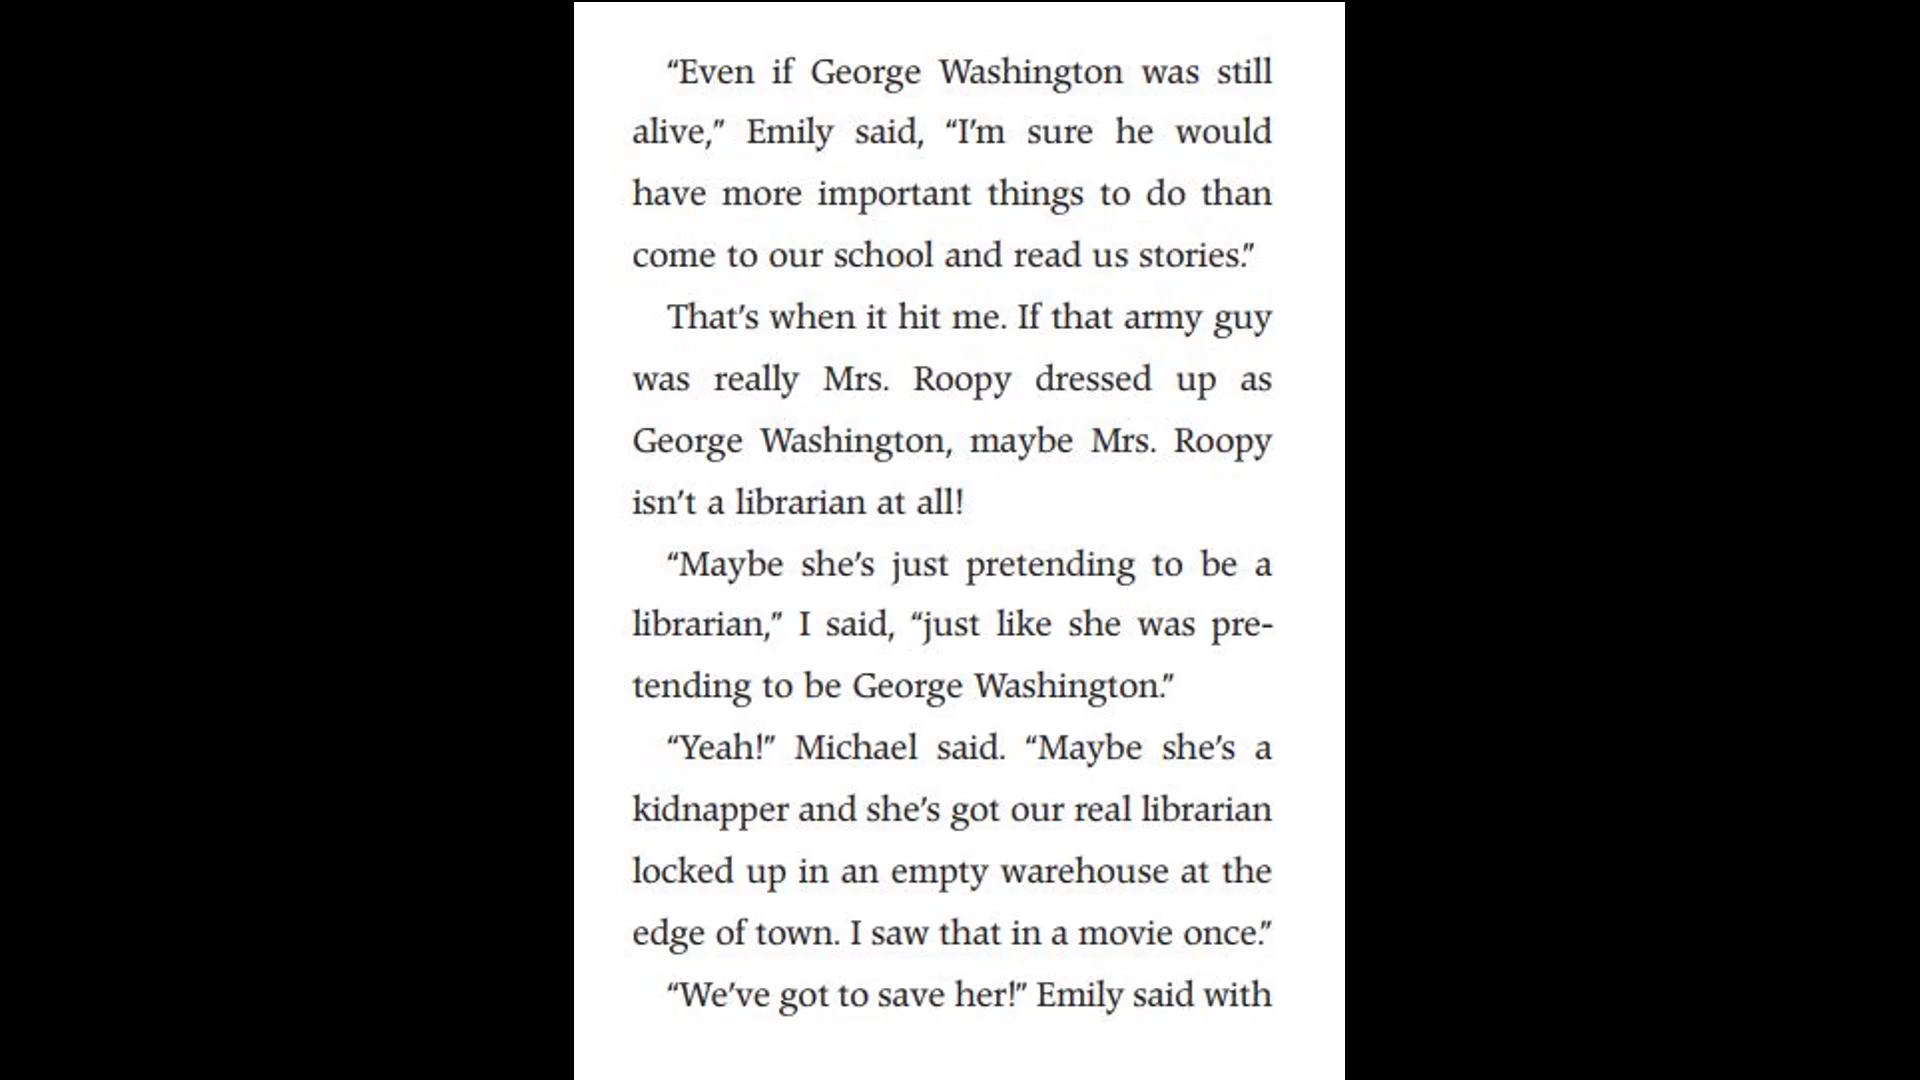 “Even if George Washington was still
alive,” Emily said, “I’m sure he would
have more important things to do than
come to our school and read us stories.”
That’s when it hit me. If that army guy
was really Mrs. Roopy dressed up as
George Washington, maybe Mrs. Roopy
isn’t a librarian at all!
“Maybe she’s just pretending to be a
librarian,” I said, “just like she was pre-
tending to be George Washington.”
“Yeah!” Michael said. “Maybe she’s a
kidnapper and she’s got our real librarian
locked up in an empty warehouse at the
edge of town. I saw that in a movie once.”
“We’ve got to save her!” Emily said with